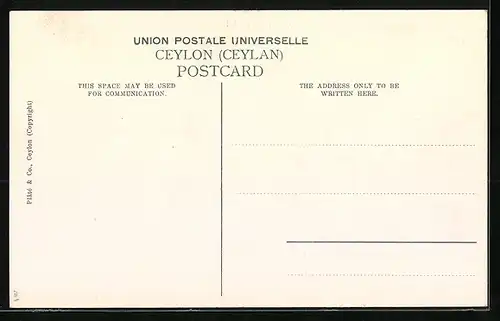 UNION POSTALE UNIVERSELLE
CEYLON (CEYLAN)
POSTCARD
THIS SPACE MAY BE USED
FOR COMMUNICATION.
THE ADDRESS ONLY TO BE
WRITTEN HERE.
Plâté & Co., Ceylon (Copyright)